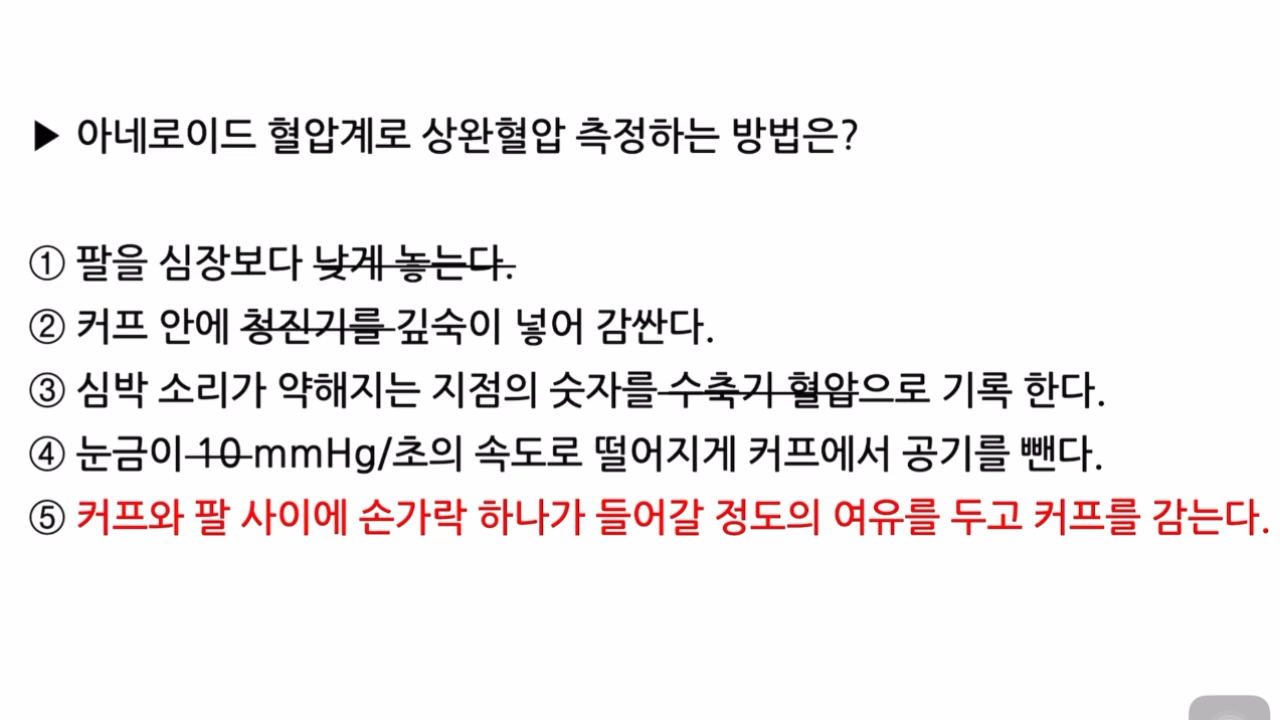 ▶ 아네로이드 혈압계로 상완혈압 측정하는 방법은?
① 팔을 심장보다 낮게 놓는다.
② 커프 안에 청진기를 깊숙이 넣어 감싼다.
③ 심박 소리가 약해지는 지점의 숫자를 수축기 혈압으로 기록 한다.
④ 눈금이 10 mmHg/초의 속도로 떨어지게 커프에서 공기를 뺀다.
⑤ 커프와 팔 사이에 손가락 하나가 들어갈 정도의 여유를 두고 커프를 감는다.